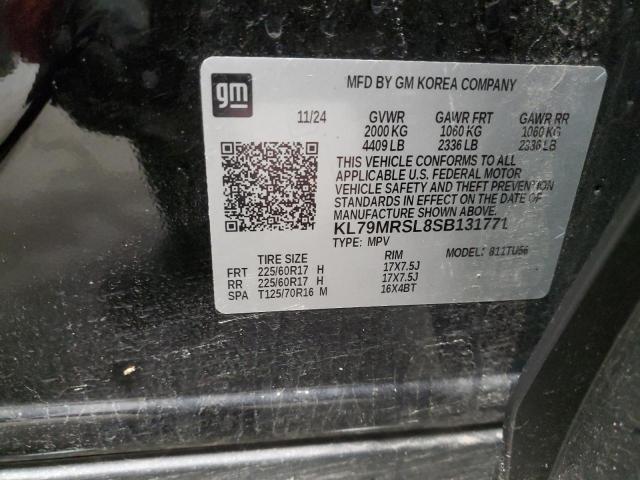 gm
MFD BY GM KOREA COMPANY
11/24 GVWR GAWR FRT GAWR RR
2000 KG 1060 KG 1060 KG
4409 LB 2336 LB 2336 LB
THIS VEHICLE CONFORMS TO ALL
APPLICABLE U.S. FEDERAL MOTOR
VEHICLE SAFETY AND THEFT PREVENTION
STANDARDS IN EFFECT ON THE DATE OF
MANUFACTURE SHOWN ABOVE.
KL79MRSL8SB131771
TYPE: MPV MODEL: 811TU56
TIRE SIZE RIM
FRT 225/60R17 H 17X7.5J
RR 225/60R17 H 17X7.5J
SPA T125/70R16 M 16X4BT